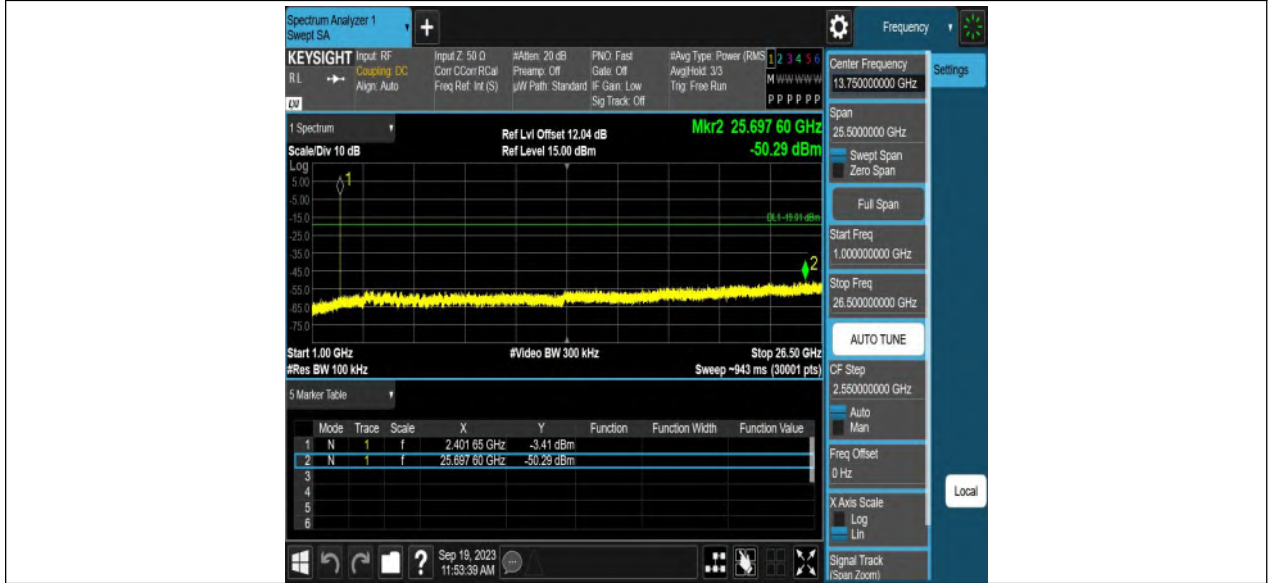 Spectrum Analyzer 1
Swept SA
+
Frequency
KEYSIGHT
RL
LXI
Input: RF
Coupling: DC
Align: Auto
Input Z: 50 Ω
Corr CCorr RCal
Freq Ref: Int (S)
#Atten: 20 dB
Preamp: Off
µW Path: Standard
PNO: Fast
Gate: Off
IF Gain: Low
Sig Track: Off
#Avg Type: Power (RMS
Avg|Hold: 3/3
Trig: Free Run
1 2 3 4 5 6
M W W W W W
P P P P P P
1 Spectrum
Scale/Div 10 dB
Ref Lvl Offset 12.04 dB
Ref Level 15.00 dBm
Mkr2 25.697 60 GHz
-50.29 dBm
Log
5.00
-5.00
-15.0
-25.0
-35.0
-45.0
-55.0
-65.0
-75.0
1
DL1 -19.91 dBm
2
Start 1.00 GHz
#Video BW 300 kHz
Stop 26.50 GHz
#Res BW 100 kHz
Sweep ~943 ms (30001 pts)
5 Marker Table
Mode Trace Scale X Y Function Function Width Function Value
1 N 1 f 2.401 65 GHz -3.41 dBm
2 N 1 f 25.697 60 GHz -50.29 dBm
3
4
5
6
?
Sep 19, 2023
11:53:39 AM
Center Frequency
13.750000000 GHz
Span
25.5000000 GHz
Swept Span
Zero Span
Full Span
Start Freq
1.000000000 GHz
Stop Freq
26.500000000 GHz
AUTO TUNE
CF Step
2.550000000 GHz
Auto
Man
Freq Offset
0 Hz
X Axis Scale
Log
Lin
Signal Track
(Span Zoom)
Settings
Local